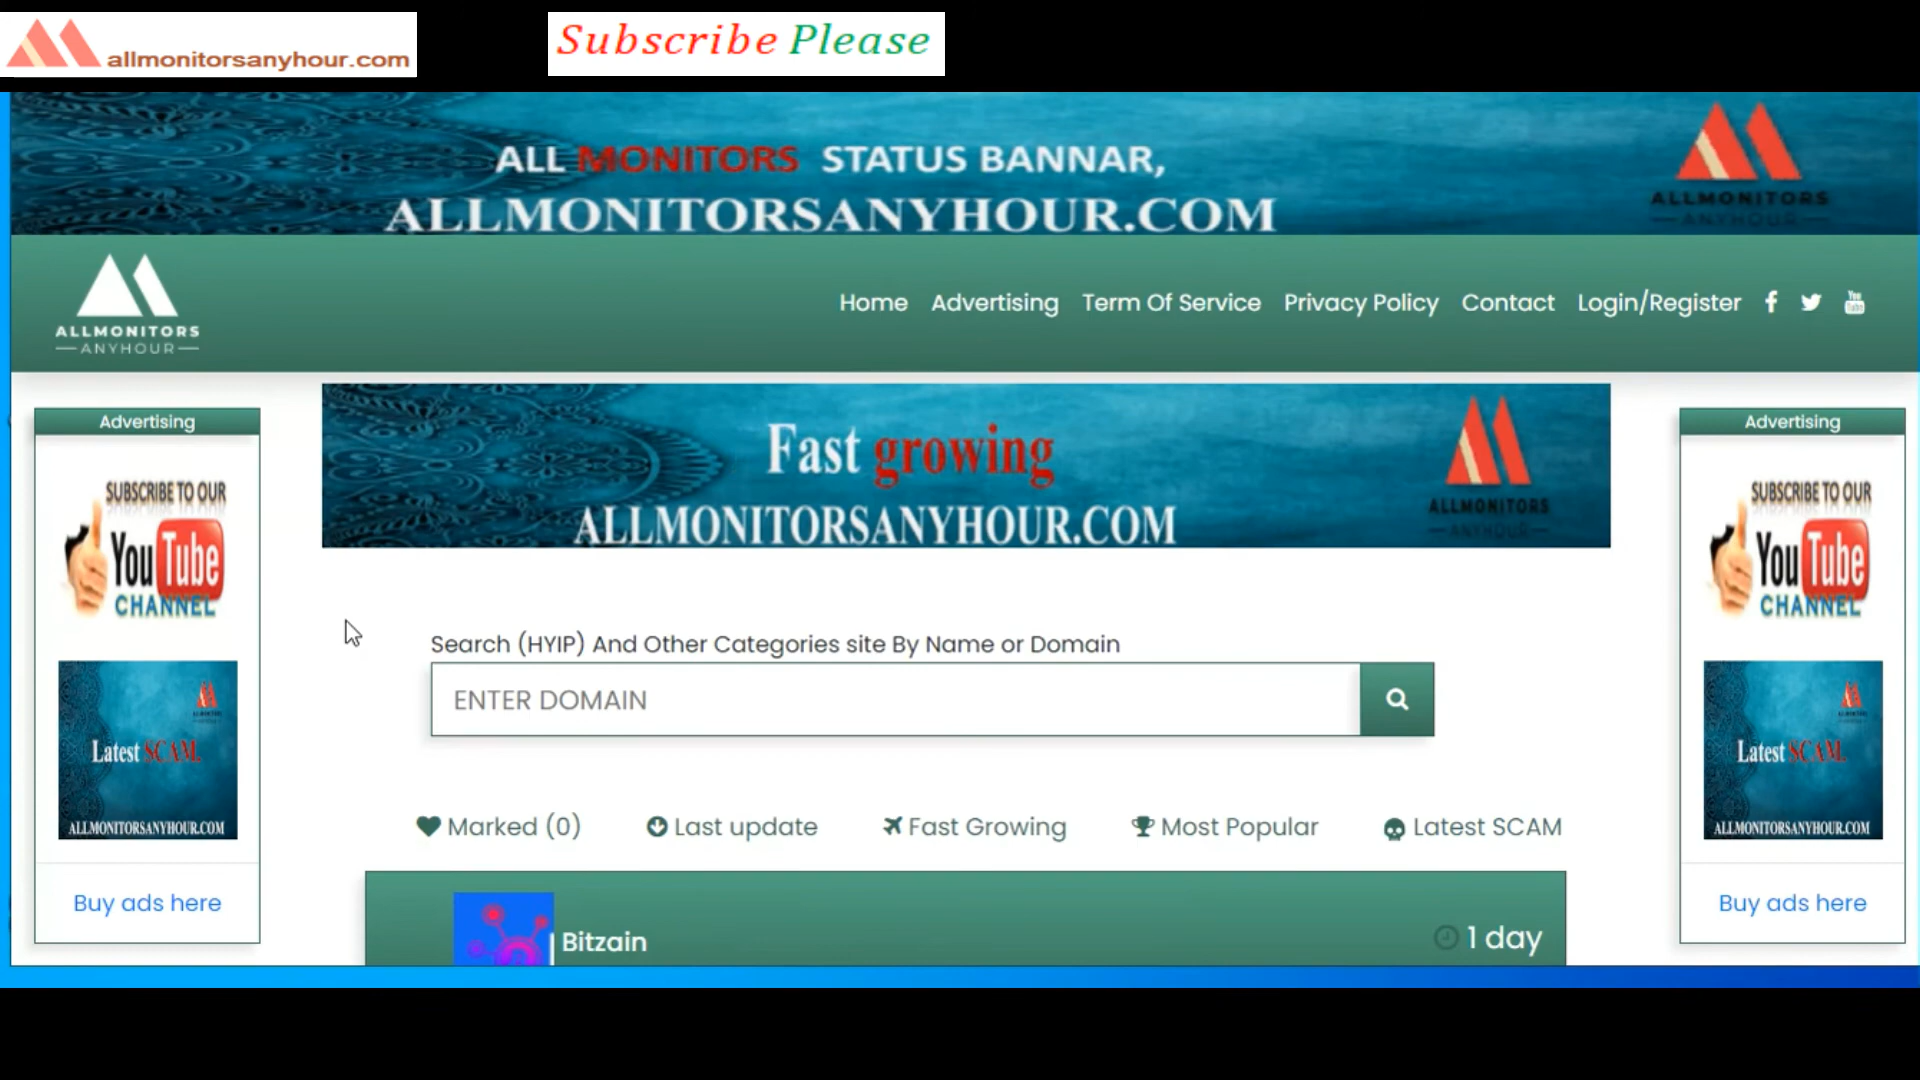 allmonitorsanyhour.com
Subscribe Please
ALL MONITORS STATUS BANNAR,
ALLMONITORSANYHOUR.COM
ALLMONITORS
ANYHOUR
ALLMONITORS
ANYHOUR
Home Advertising Term Of Service Privacy Policy Contact Login/Register
You
Tube
Advertising
SUBSCRIBE TO OUR
YouTube
CHANNEL
Latest SCAM
ALLMONITORSANYHOUR.COM
Buy ads here
Fast growing
ALLMONITORSANYHOUR.COM
ALLMONITORS
ANYHOUR
Search (HYIP) And Other Categories site By Name or Domain
ENTER DOMAIN
Marked (0) Last update Fast Growing Most Popular Latest SCAM
Bitzain
1 day
Advertising
SUBSCRIBE TO OUR
YouTube
CHANNEL
Latest SCAM
ALLMONITORSANYHOUR.COM
Buy ads here